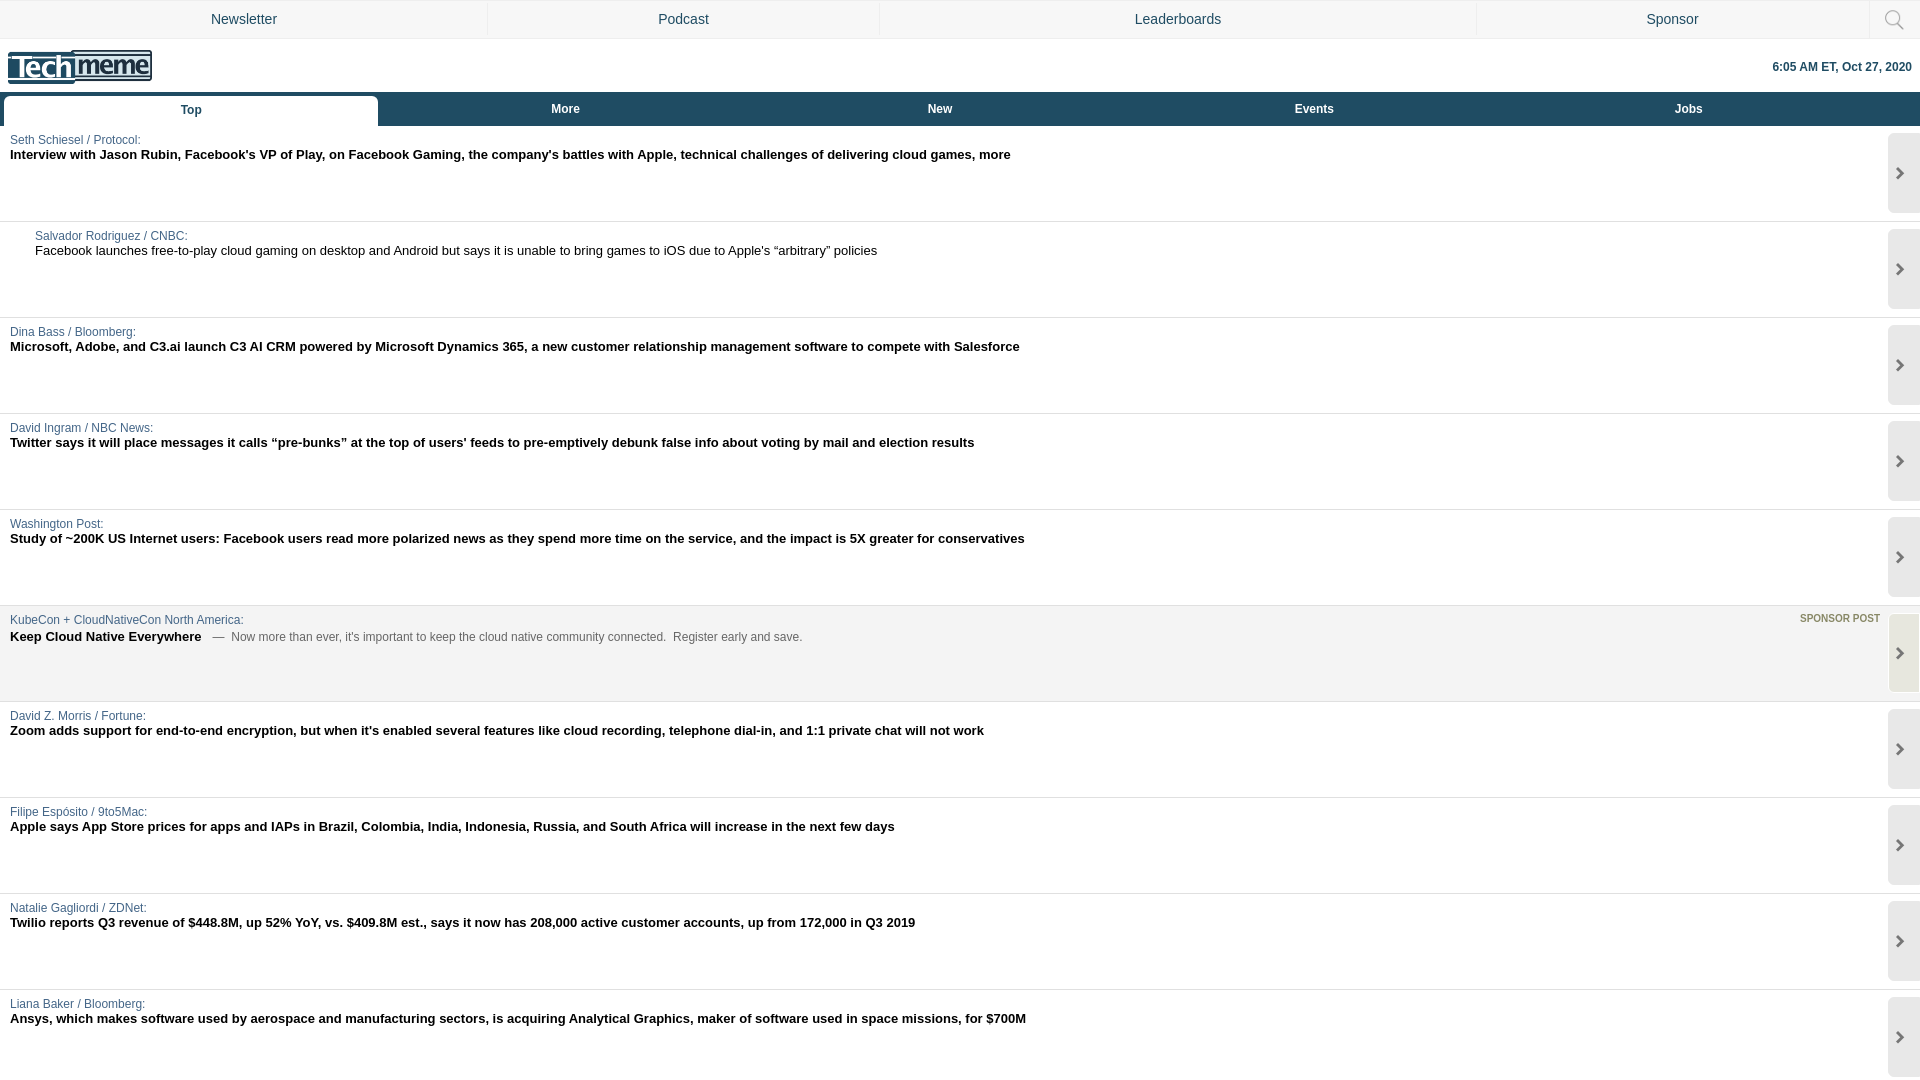 Newsletter
Podcast
Leaderboards
Sponsor
Techmeme
6:05 AM ET, Oct 27, 2020
Top
More
New
Events
Jobs
Seth Schiesel / Protocol:
Interview with Jason Rubin, Facebook's VP of Play, on Facebook Gaming, the company's battles with Apple, technical challenges of delivering cloud games, more
Salvador Rodriguez / CNBC:
Facebook launches free-to-play cloud gaming on desktop and Android but says it is unable to bring games to iOS due to Apple's “arbitrary” policies
Dina Bass / Bloomberg:
Microsoft, Adobe, and C3.ai launch C3 AI CRM powered by Microsoft Dynamics 365, a new customer relationship management software to compete with Salesforce
David Ingram / NBC News:
Twitter says it will place messages it calls “pre-bunks” at the top of users' feeds to pre-emptively debunk false info about voting by mail and election results
Washington Post:
Study of ~200K US Internet users: Facebook users read more polarized news as they spend more time on the service, and the impact is 5X greater for conservatives
KubeCon + CloudNativeCon North America:
SPONSOR POST
Keep Cloud Native Everywhere — Now more than ever, it's important to keep the cloud native community connected. Register early and save.
David Z. Morris / Fortune:
Zoom adds support for end-to-end encryption, but when it's enabled several features like cloud recording, telephone dial-in, and 1:1 private chat will not work
Filipe Espósito / 9to5Mac:
Apple says App Store prices for apps and IAPs in Brazil, Colombia, India, Indonesia, Russia, and South Africa will increase in the next few days
Natalie Gagliordi / ZDNet:
Twilio reports Q3 revenue of $448.8M, up 52% YoY, vs. $409.8M est., says it now has 208,000 active customer accounts, up from 172,000 in Q3 2019
Liana Baker / Bloomberg:
Ansys, which makes software used by aerospace and manufacturing sectors, is acquiring Analytical Graphics, maker of software used in space missions, for $700M